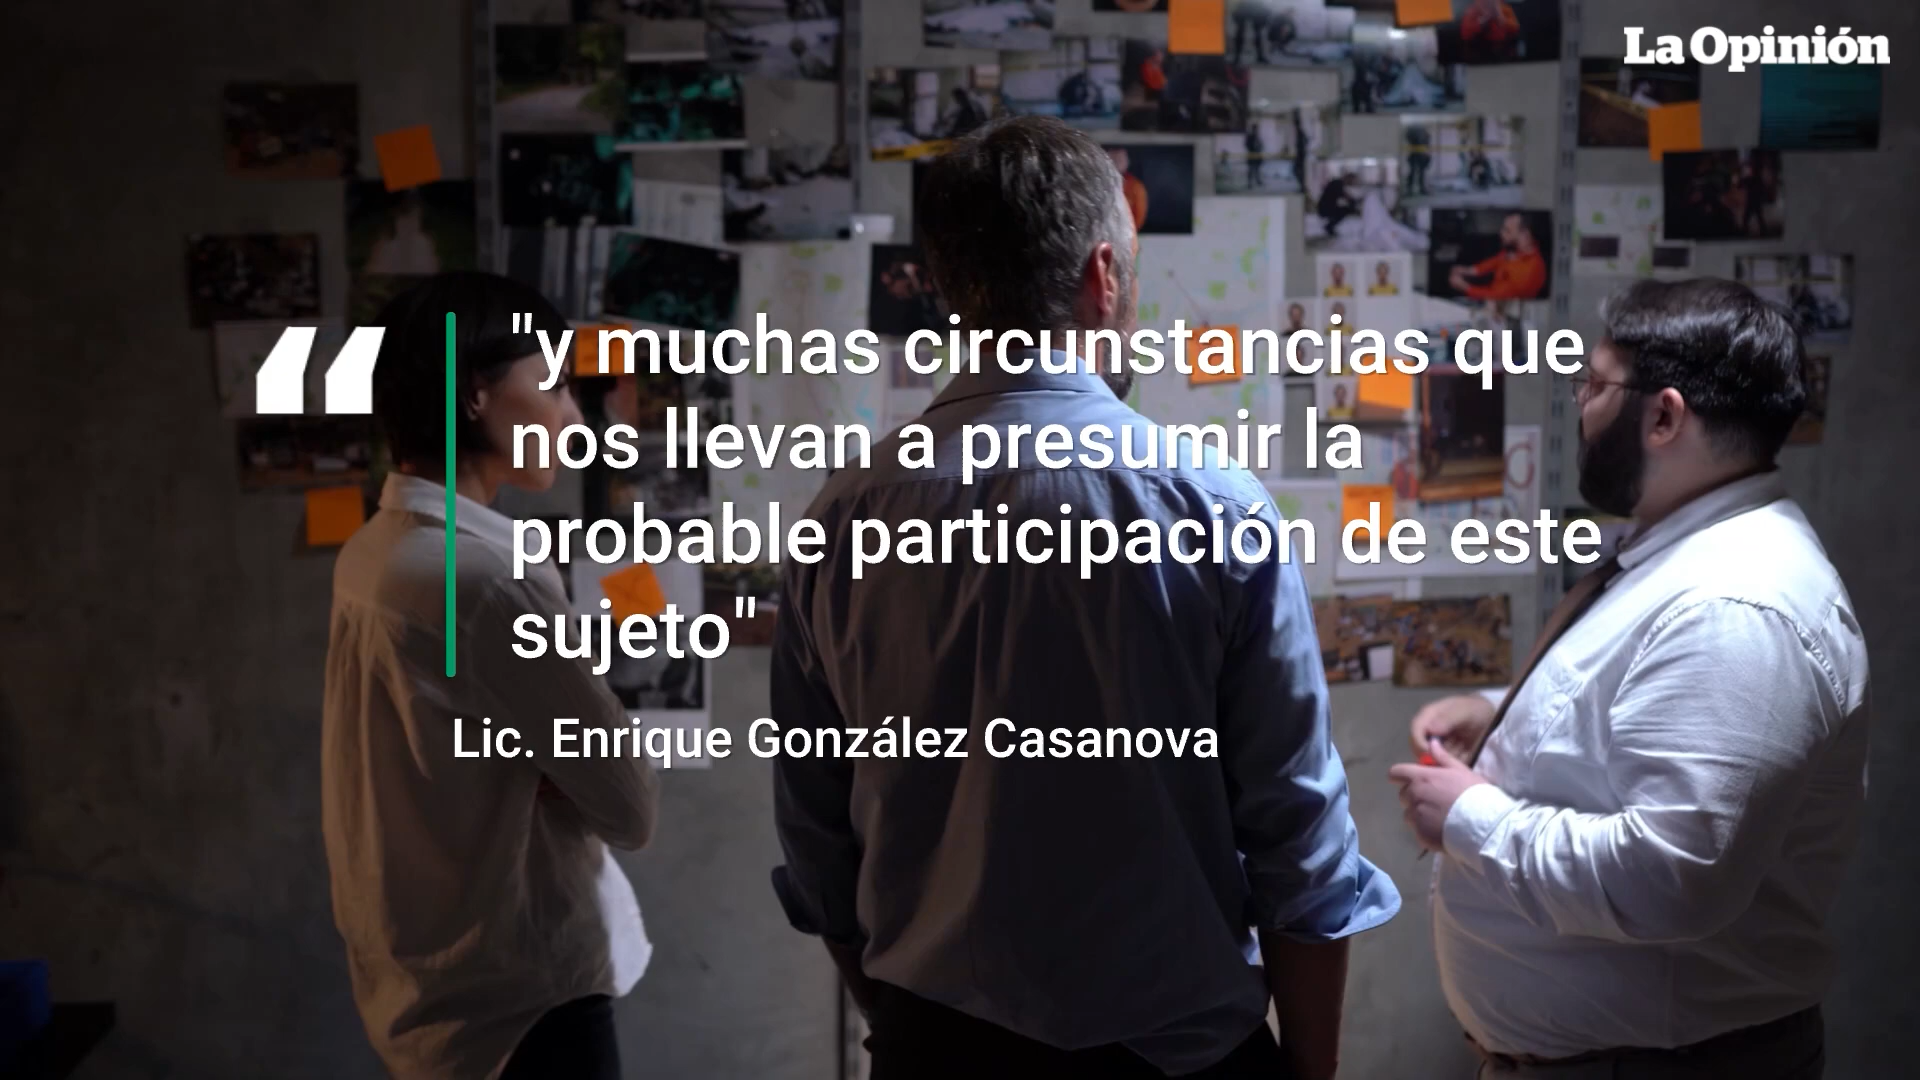 La Opinión
"y muchas circunstancias que
nos llevan a presumir la
probable participación de este
sujeto"
Lic. Enrique González Casanova